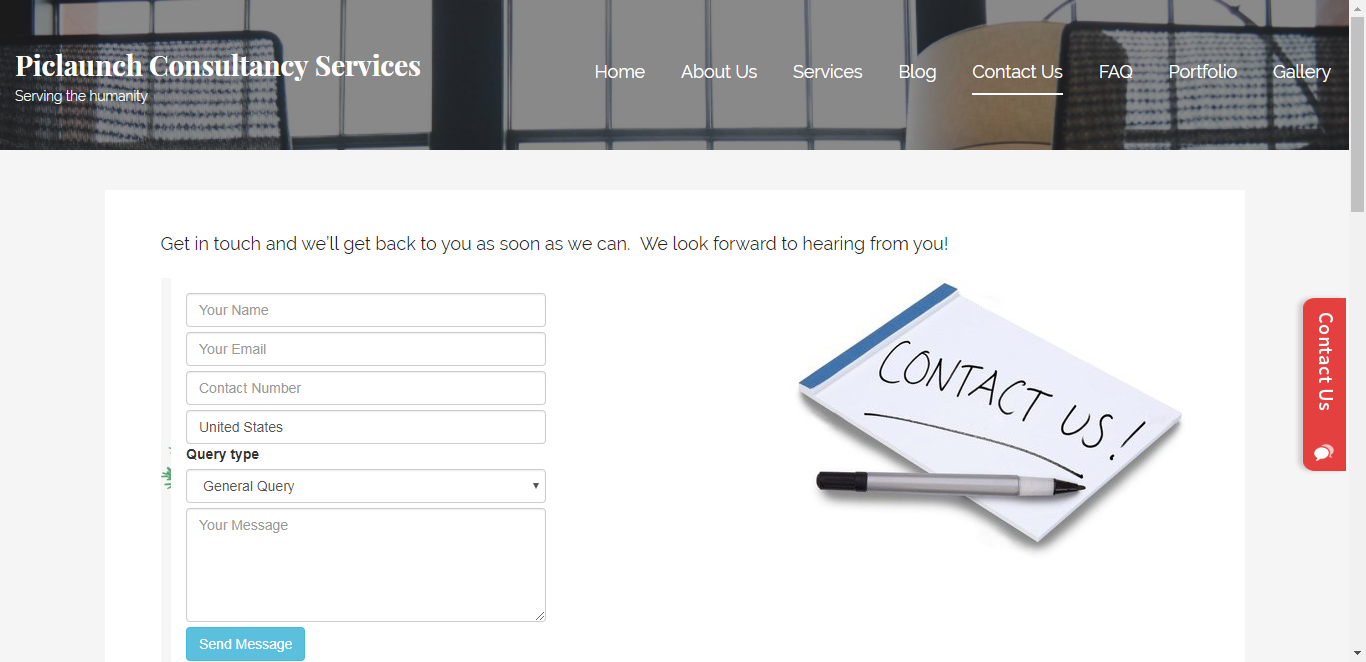 Piclaunch Consultancy Services
Serving the humanity
Home About Us Services Blog Contact Us FAQ Portfolio Gallery
Get in touch and we'll get back to you as soon as we can. We look forward to hearing from you!
Your Name
Your Email
Contact Number
United States
Query type
General Query
Your Message
Send Message
CONTACT US!
Contact Us